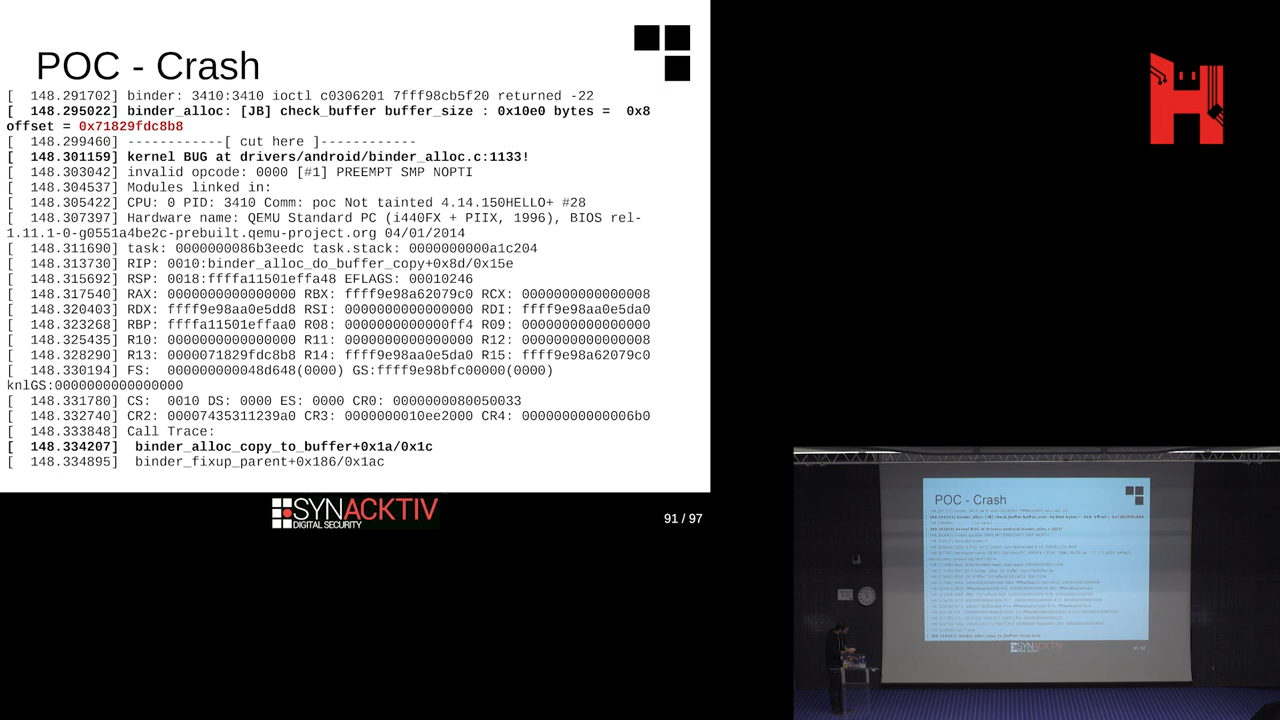 POC - Crash
[  148.291702] binder: 3410:3410 ioctl c0306201 7fff98cb5f20 returned -22
[  148.295022] binder_alloc: [JB] check_buffer buffer_size : 0x10e0 bytes =  0x8
offset = 0x71829fdc8b8
[  148.299460] ------------[ cut here ]------------
[  148.301159] kernel BUG at drivers/android/binder_alloc.c:1133!
[  148.303042] invalid opcode: 0000 [#1] PREEMPT SMP NOPTI
[  148.304537] Modules linked in:
[  148.305422] CPU: 0 PID: 3410 Comm: poc Not tainted 4.14.150HELLO+ #28
[  148.307397] Hardware name: QEMU Standard PC (i440FX + PIIX, 1996), BIOS rel-
1.11.1-0-g0551a4be2c-prebuilt.qemu-project.org 04/01/2014
[  148.311690] task: 0000000086b3eedc task.stack: 0000000000a1c204
[  148.313730] RIP: 0010:binder_alloc_do_buffer_copy+0x8d/0x15e
[  148.315692] RSP: 0018:ffffa11501effa48 EFLAGS: 00010246
[  148.317540] RAX: 0000000000000000 RBX: ffff9e98a62079c0 RCX: 0000000000000008
[  148.320403] RDX: ffff9e98aa0e5dd8 RSI: 0000000000000000 RDI: ffff9e98aa0e5da0
[  148.323268] RBP: ffffa11501effaa0 R08: 0000000000000ff4 R09: 0000000000000000
[  148.325435] R10: 0000000000000000 R11: 0000000000000000 R12: 0000000000000008
[  148.328290] R13: 0000071829fdc8b8 R14: ffff9e98aa0e5da0 R15: ffff9e98a62079c0
[  148.330194] FS:  000000000048d648(0000) GS:ffff9e98bfc00000(0000)
knlGS:0000000000000000
[  148.331780] CS:  0010 DS: 0000 ES: 0000 CR0: 0000000080050033
[  148.332740] CR2: 00007435311239a0 CR3: 0000000010ee2000 CR4: 00000000000006b0
[  148.333848] Call Trace:
[  148.334207]  binder_alloc_copy_to_buffer+0x1a/0x1c
[  148.334895]  binder_fixup_parent+0x186/0x1ac
SYNACKTIV
DIGITAL SECURITY
91 / 97
H
POC - Crash